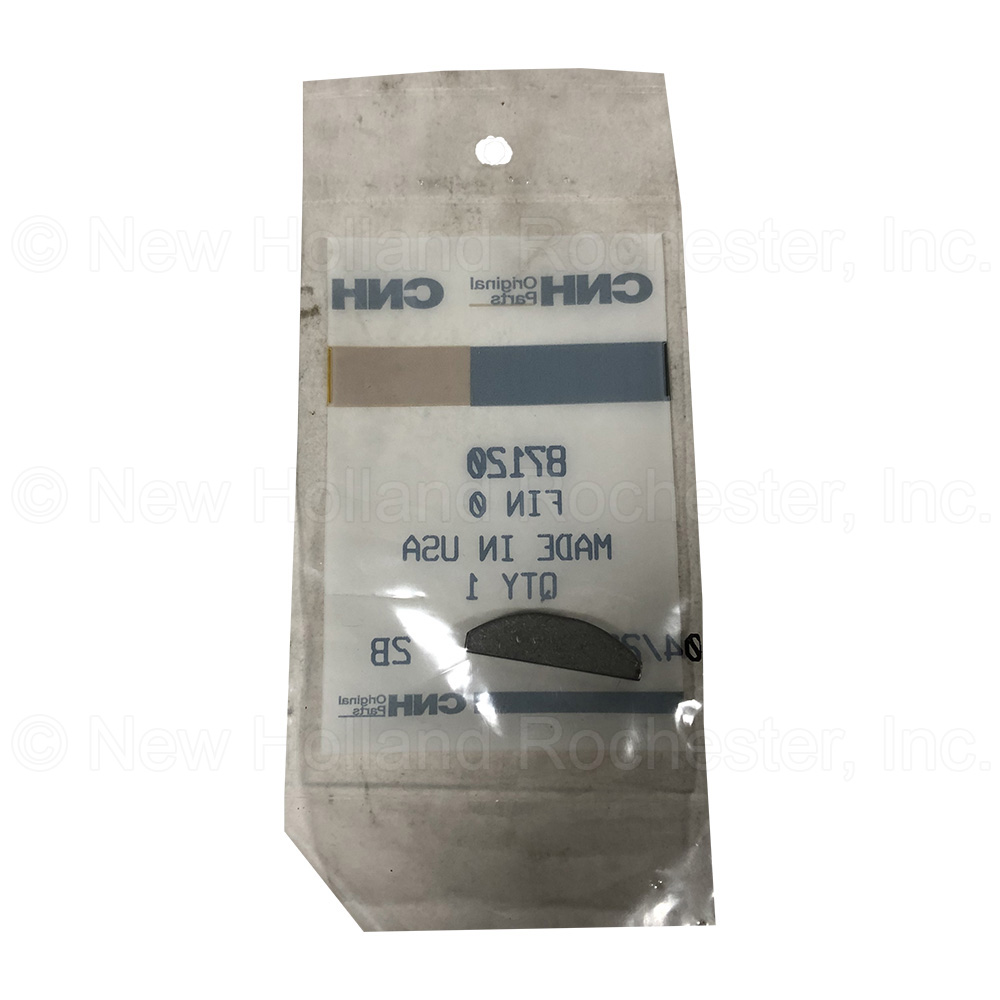 © New Holland Rochester, Inc.
CNH Original Parts CNH
87120
© New Holland Rochester, Inc.
FIN 0
MADE IN USA
QTY 1
2B
CNH Original Parts
© New Holland Rochester, Inc.